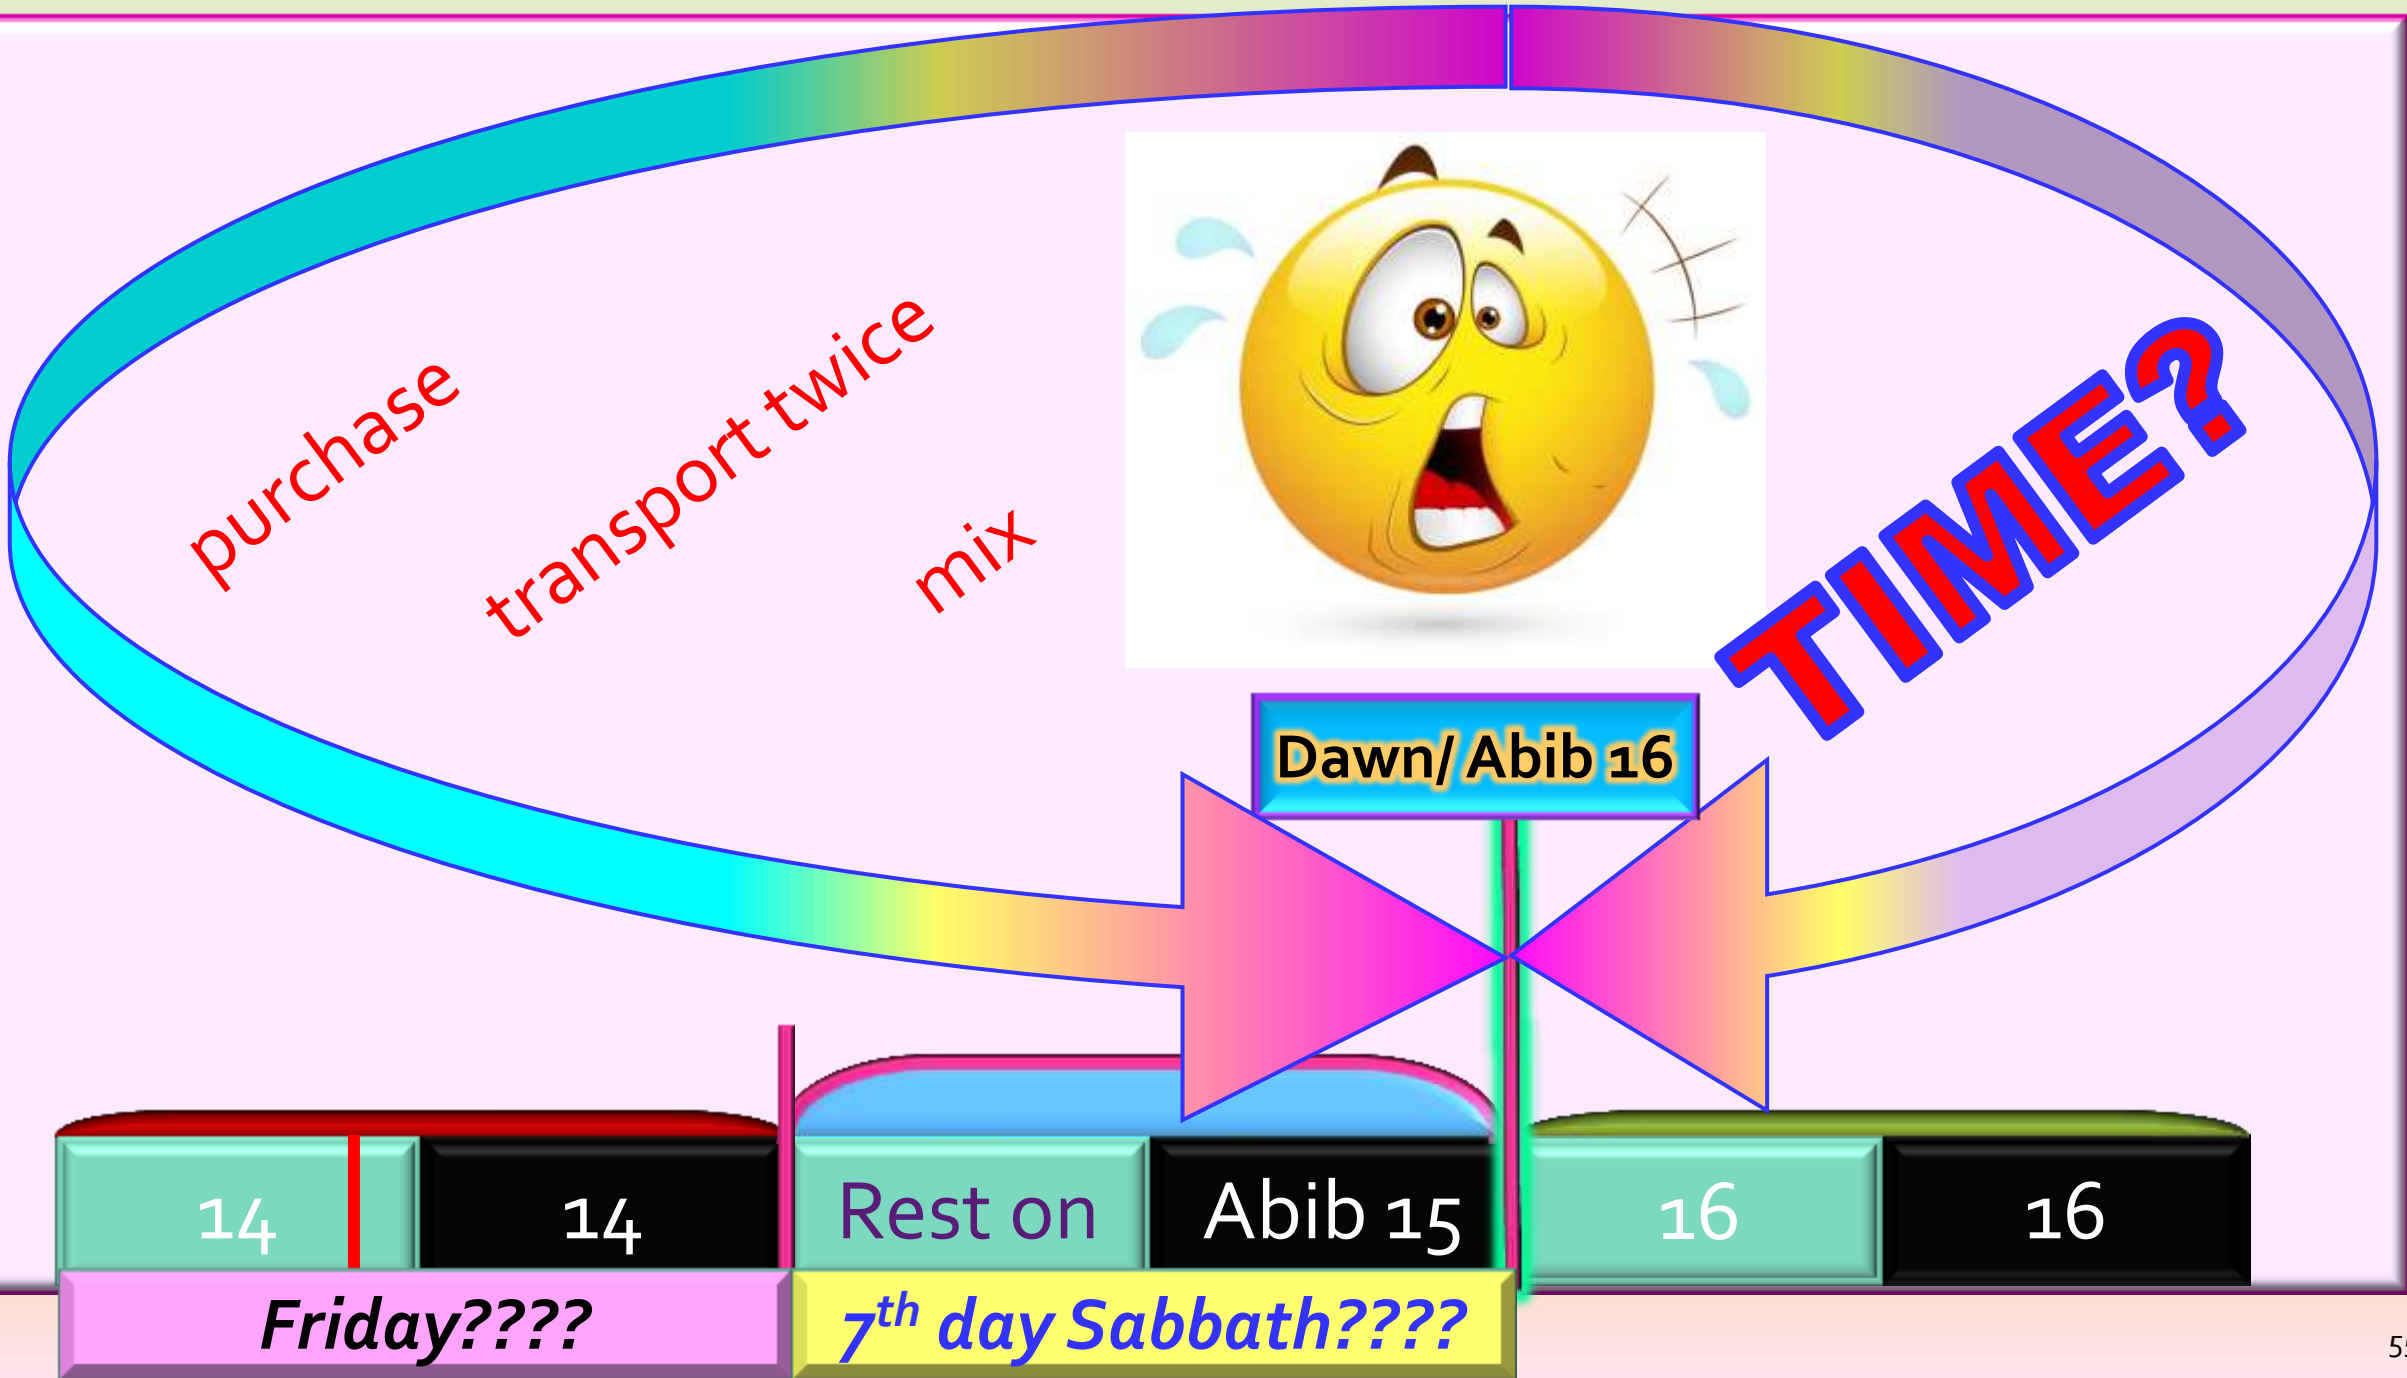 purchase
transport twice
mix
TIME?
Dawn/ Abib 16
14
14
Rest on
Abib 15
16
16
Friday????
7th day Sabbath????